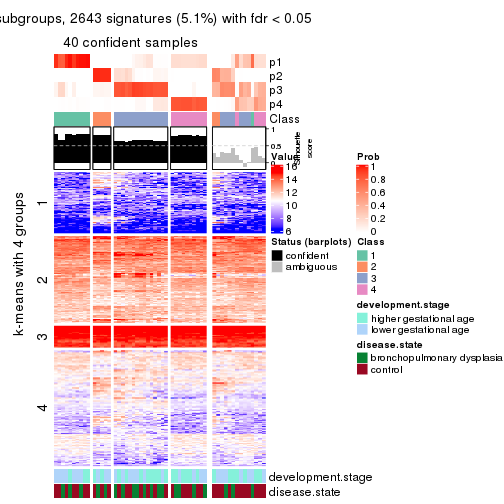 subgroups, 2643 signatures (5.1%) with fdr < 0.05
40 confident samples
p1
p2
p3
p4
Class
1
0.5
0
Silhouette
score
k-means with 4 groups
1
2
3
4
Value
16
14
12
10
8
6
Status (barplots)
confident
ambiguous
Prob
1
0.8
0.6
0.4
0.2
0
Class
1
2
3
4
development.stage
higher gestational age
lower gestational age
disease.state
bronchopulmonary dysplasia
control
development.stage
disease.state